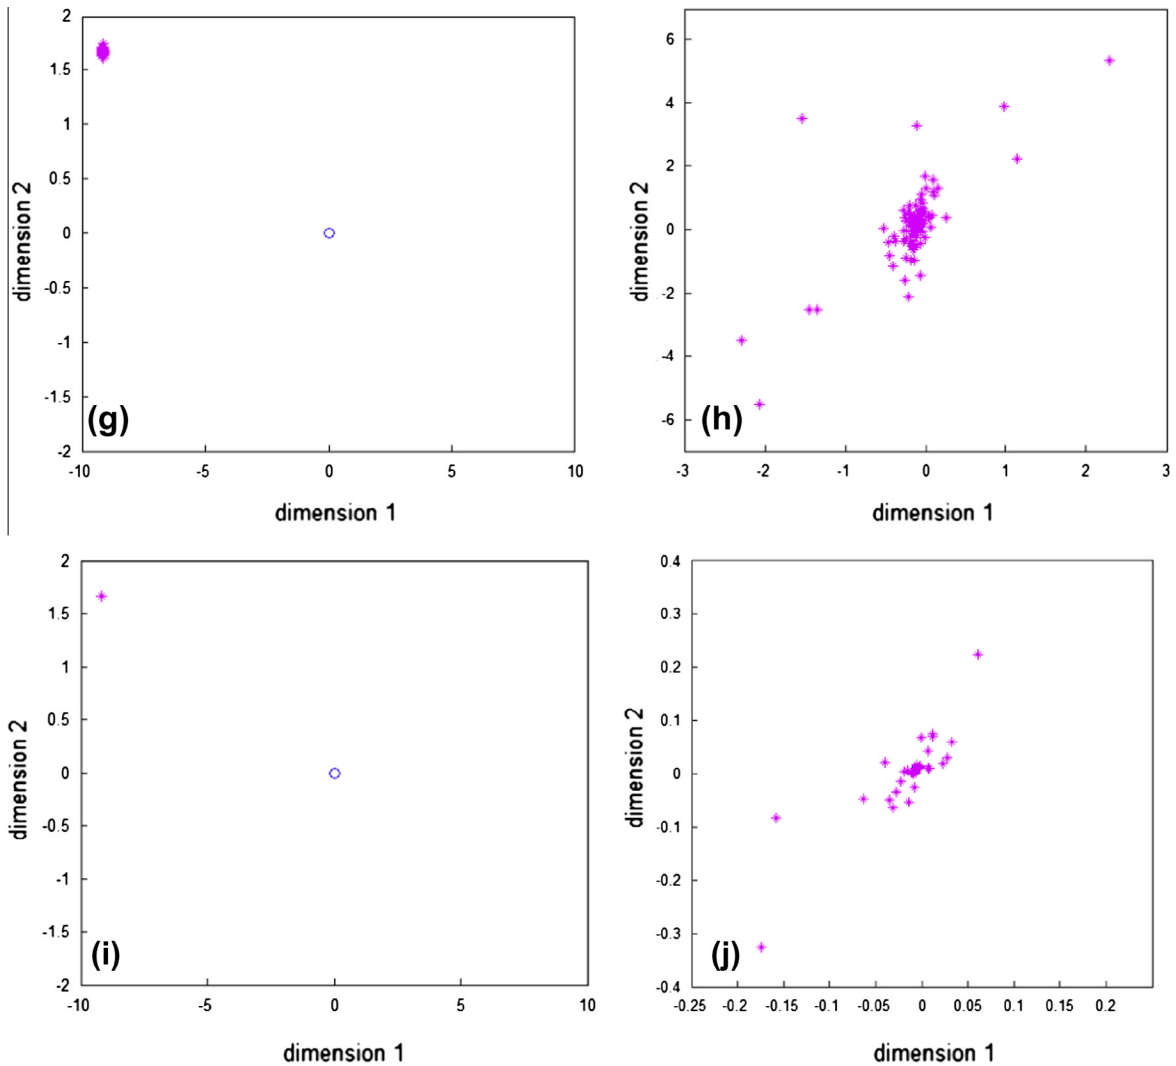 2
1.5
1
0.5
0
-0.5
-1
-1.5
-2
dimension 2
(g)
-10 -5 0 5 10
dimension 1
6
4
2
0
-2
-4
-6
dimension 2
(h)
-3 -2 -1 0 1 2 3
dimension 1
2
1.5
1
0.5
0
-0.5
-1
-1.5
-2
dimension 2
(i)
-10 -5 0 5 10
dimension 1
0.4
0.3
0.2
0.1
0
-0.1
-0.2
-0.3
-0.4
dimension 2
(j)
-0.25 -0.2 -0.15 -0.1 -0.05 0 0.05 0.1 0.15 0.2
dimension 1